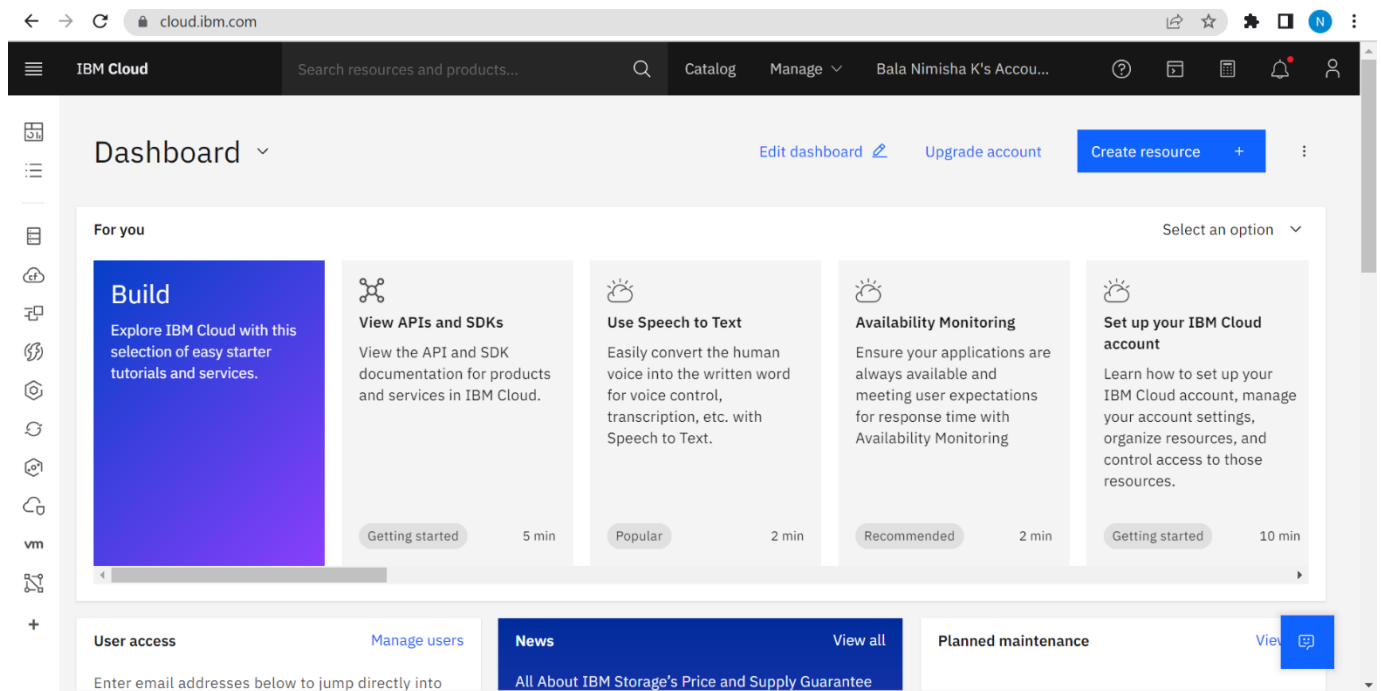 cloud.ibm.com
N
IBM Cloud
Search resources and products...
Catalog
Manage
Bala Nimisha K's Accou...
Dashboard
Edit dashboard
Upgrade account
Create resource +
For you
Select an option
Build
Explore IBM Cloud with this
selection of easy starter
tutorials and services.
View APIs and SDKs
View the API and SDK
documentation for products
and services in IBM Cloud.
Getting started
5 min
Use Speech to Text
Easily convert the human
voice into the written word
for voice control,
transcription, etc. with
Speech to Text.
Popular
2 min
Availability Monitoring
Ensure your applications are
always available and
meeting user expectations
for response time with
Availability Monitoring
Recommended
2 min
Set up your IBM Cloud
account
Learn how to set up your
IBM Cloud account, manage
your account settings,
organize resources, and
control access to those
resources.
Getting started
10 min
cf
vm
User access
Manage users
Enter email addresses below to jump directly into
News
View all
All About IBM Storage's Price and Supply Guarantee
Planned maintenance